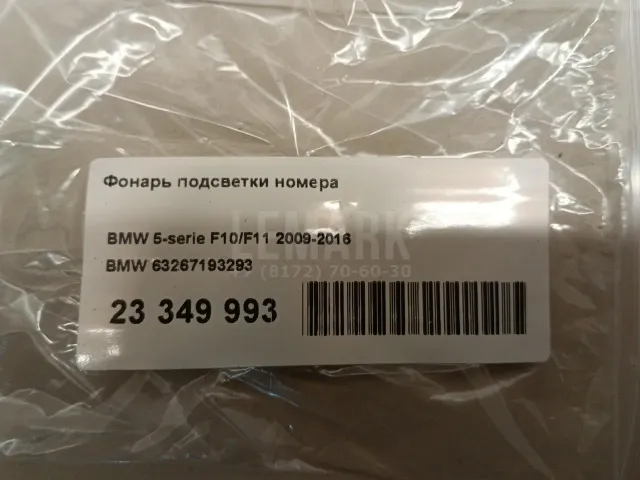 Фонарь подсветки номера
LEMARK
BMW 5-serie F10/F11 2009-2016
BMW 63267193293
(8172) 70-60-30
23 349 993